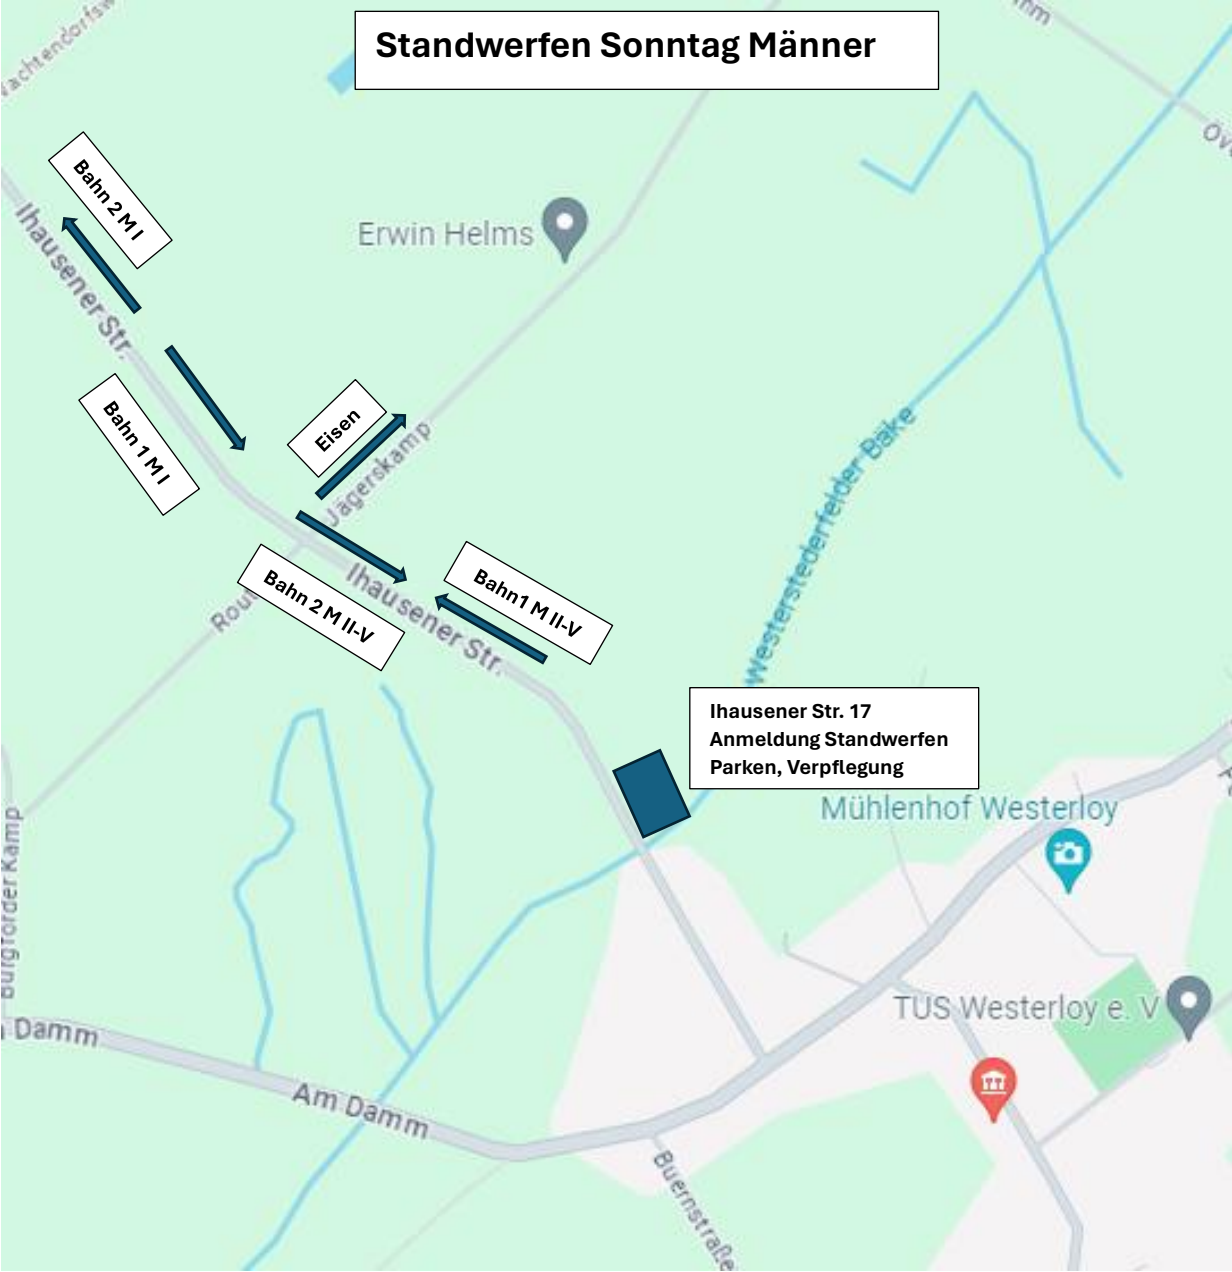 Standwerfen Sonntag Männer
Bahn 2 M I
Ihausener Str.
Erwin Helms
Bahn 1 M I
Eisen
Jägerskamp
Bahn 2 M II-V
Ihausener Str.
Bahn1 M II-V
Westerstederfelder Bäke
Ihausener Str. 17
Anmeldung Standwerfen
Parken, Verpflegung
Mühlenhof Westerloy
Burgforder Kamp
TUS Westerloy e. V
Damm
Am Damm
Buernstraße